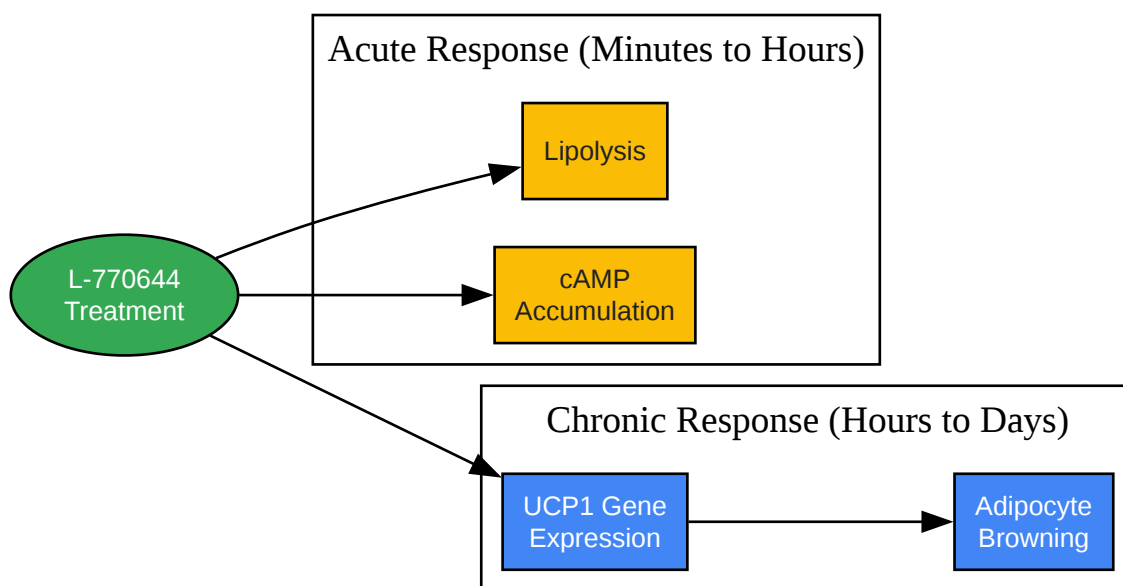 Acute Response (Minutes to Hours)
Lipolysis
L-770644
Treatment
cAMP
Accumulation
Chronic Response (Hours to Days)
UCP1 Gene
Expression
Adipocyte
Browning